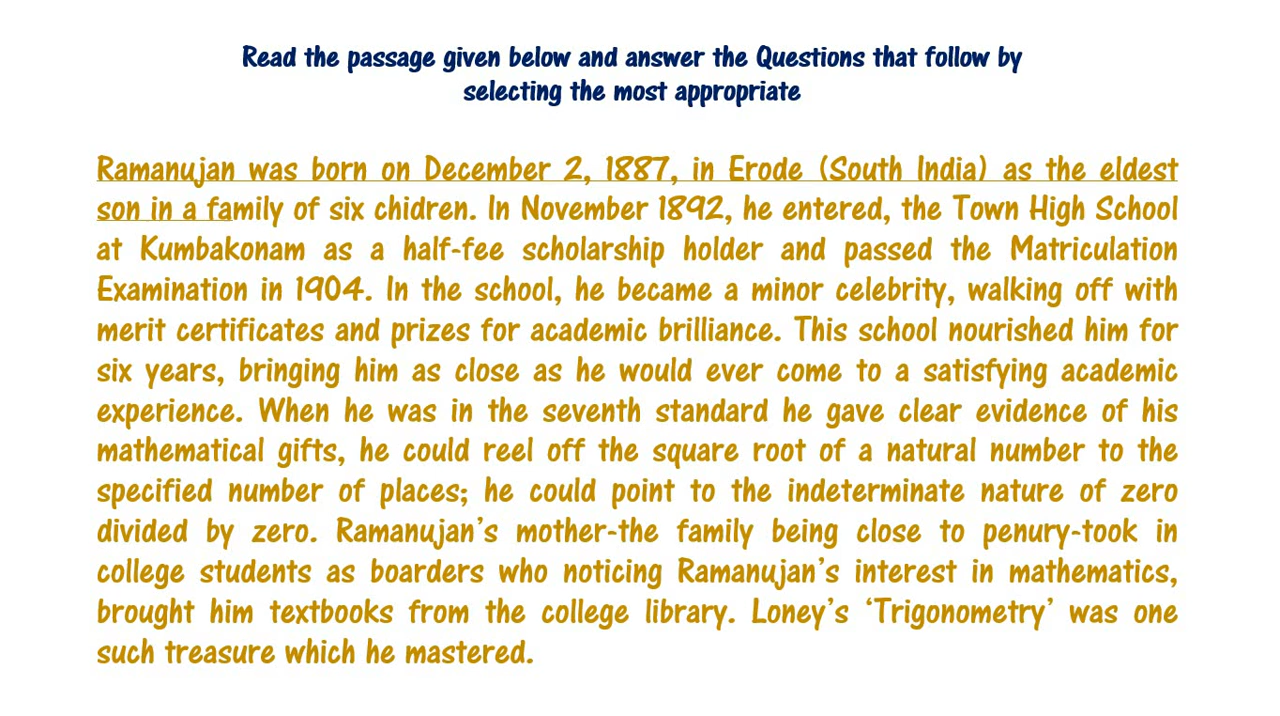 Read the passage given below and answer the Questions that follow by
selecting the most appropriate
Ramanujan was born on December 2, 1887, in Erode (South India) as the eldest
son in a family of six chidren. In November 1892, he entered, the Town High School
at Kumbakonam as a half-fee scholarship holder and passed the Matriculation
Examination in 1904. In the school, he became a minor celebrity, walking off with
merit certificates and prizes for academic brilliance. This school nourished him for
six years, bringing him as close as he would ever come to a satisfying academic
experience. When he was in the seventh standard he gave clear evidence of his
mathematical gifts, he could reel off the square root of a natural number to the
specified number of places; he could point to the indeterminate nature of zero
divided by zero. Ramanujan’s mother-the family being close to penury-took in
college students as boarders who noticing Ramanujan’s interest in mathematics,
brought him textbooks from the college library. Loney’s ‘Trigonometry’ was one
such treasure which he mastered.